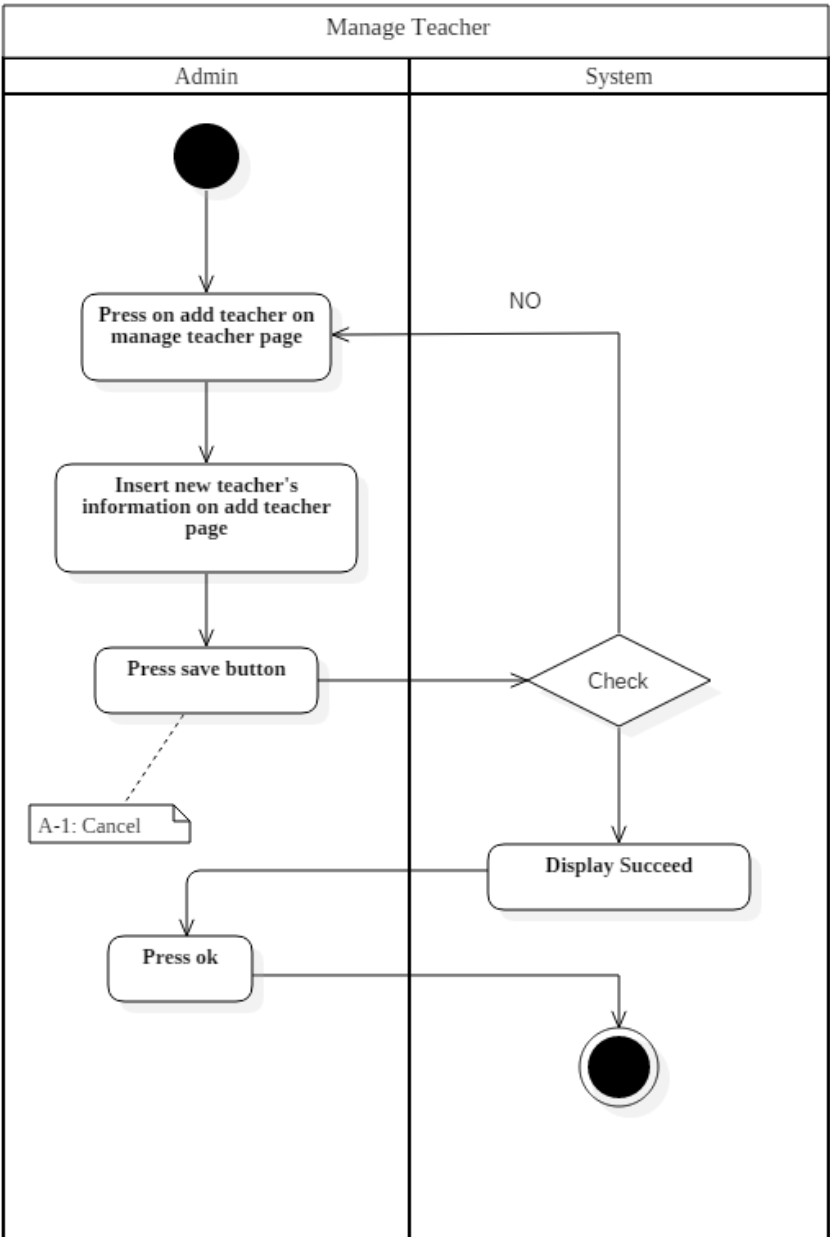 Manage Teacher
Admin
System
Press on add teacher on
manage teacher page
NO
Insert new teacher's
information on add teacher
page
Press save button
Check
A-1: Cancel
Display Succeed
Press ok